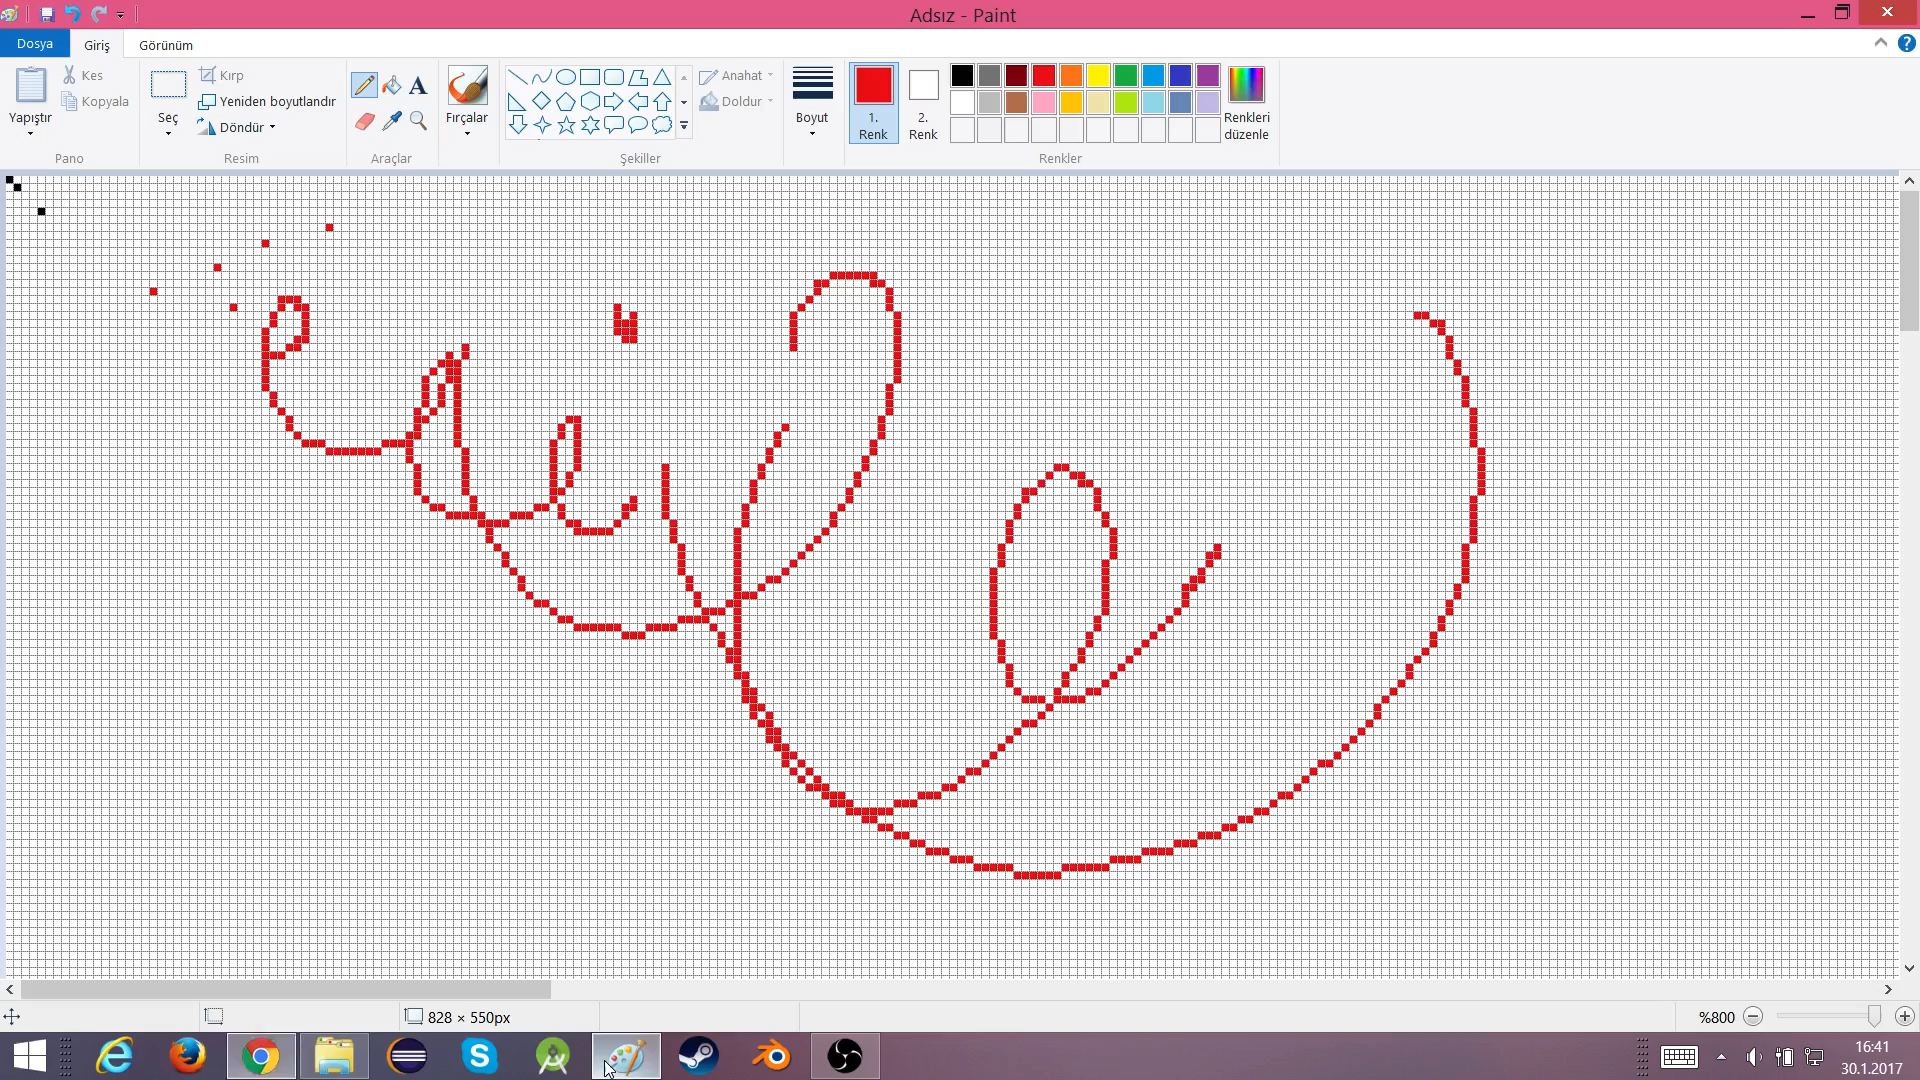 Adsız - Paint
Dosya
Giriş
Görünüm
Yapıştır
Kes
Kopyala
Pano
Seç
Kırp
Yeniden boyutlandır
Döndür
Resim
A
Araçlar
Fırçalar
Şekiller
Anahat
Doldur
Boyut
1.
Renk
2.
Renk
Renkleri
düzenle
Renkler
828 × 550px
%800
16:41
30.1.2017